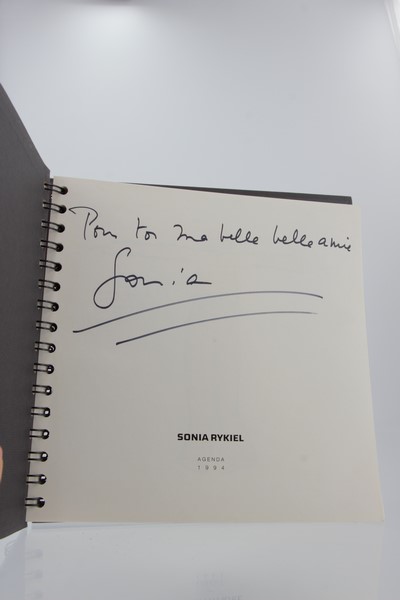 Pour toi ma belle belle amie
Sonia
SONIA RYKIEL
AGENDA
1994